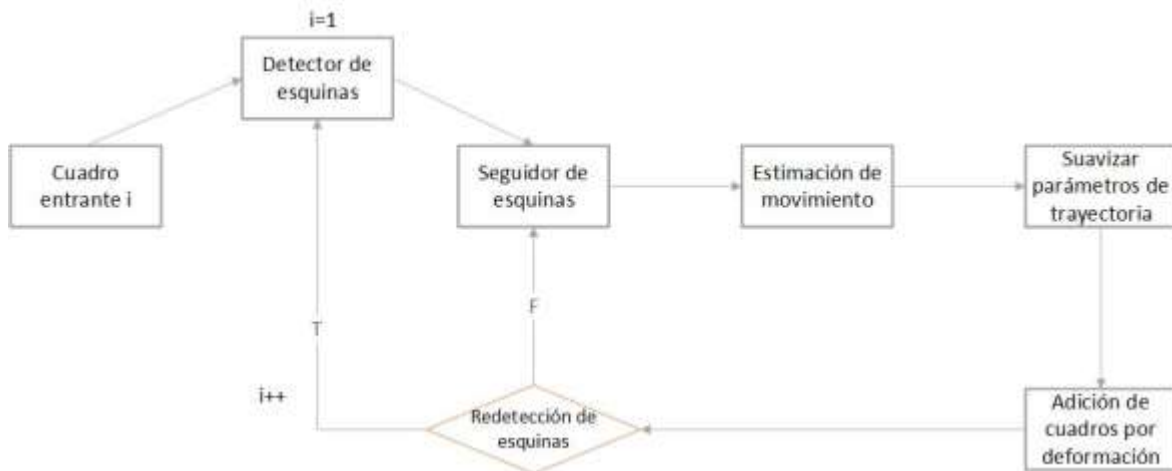 i=1
Detector de
esquinas
Cuadro
entrante i
Seguidor de
esquinas
Estimación de
movimiento
Suavizar
parámetros de
trayectoria
F
T
i++
Redetección de
esquinas
Adición de
cuadros por
deformación